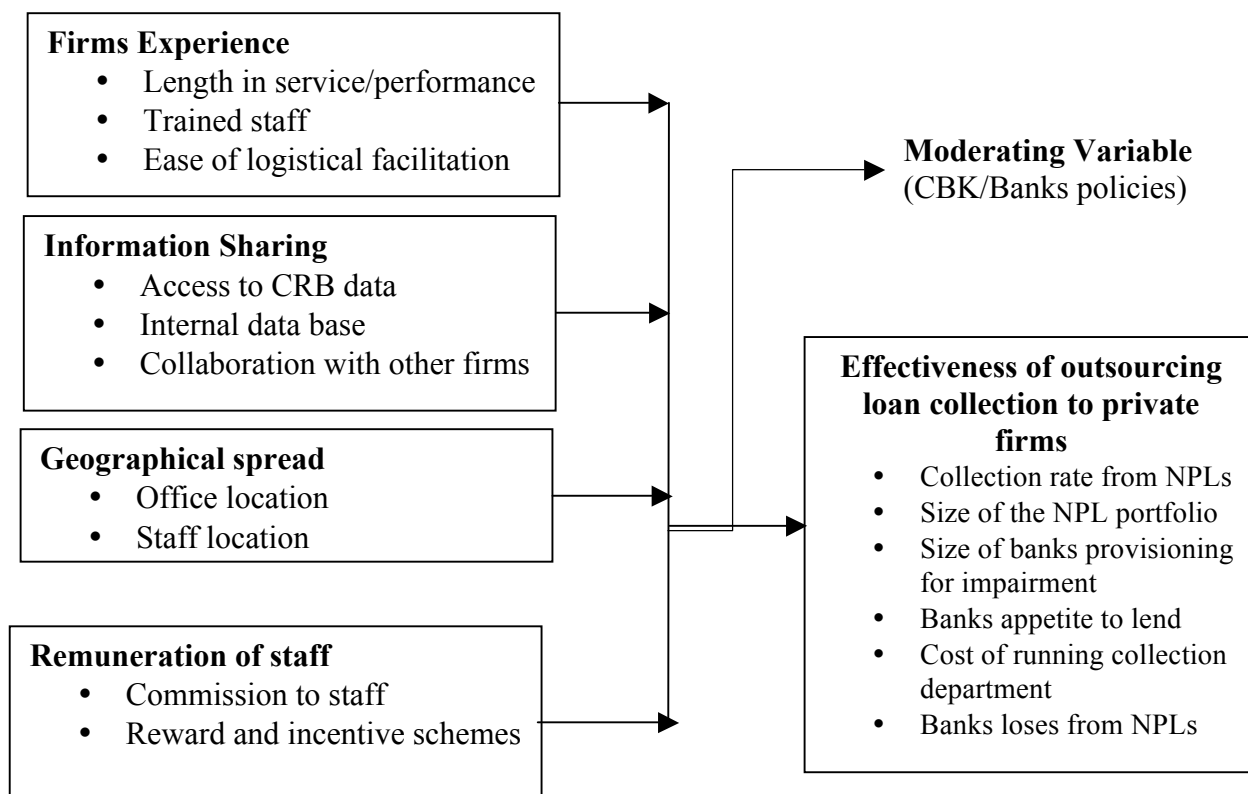 Firms Experience
• Length in service/performance
• Trained staff
• Ease of logistical facilitation
Information Sharing
• Access to CRB data
• Internal data base
• Collaboration with other firms
Geographical spread
• Office location
• Staff location
Remuneration of staff
• Commission to staff
• Reward and incentive schemes
Moderating Variable
(CBK/Banks policies)
Effectiveness of outsourcing
loan collection to private
firms
• Collection rate from NPLs
• Size of the NPL portfolio
• Size of banks provisioning
for impairment
• Banks appetite to lend
• Cost of running collection
department
• Banks loses from NPLs